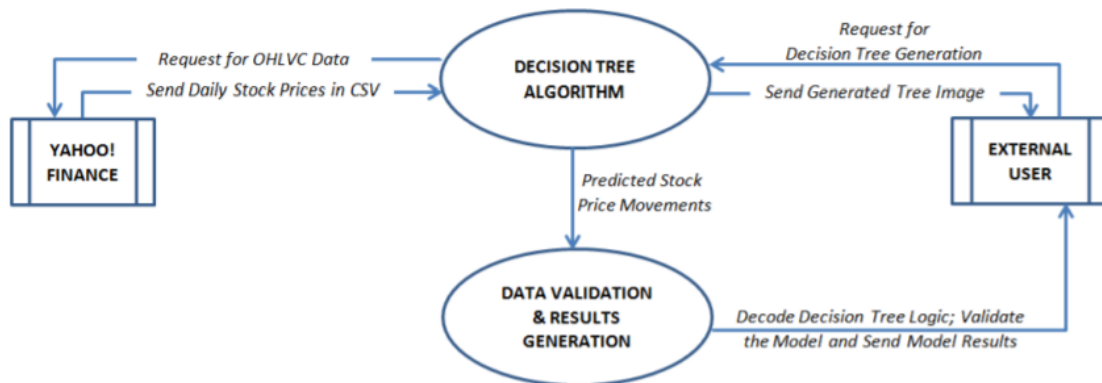 Request for OHLVC Data
Send Daily Stock Prices in CSV
YAHOO!
FINANCE
DECISION TREE
ALGORITHM
Request for
Decision Tree Generation
Send Generated Tree Image
EXTERNAL
USER
Predicted Stock
Price Movements
DATA VALIDATION
& RESULTS
GENERATION
Decode Decision Tree Logic; Validate
the Model and Send Model Results